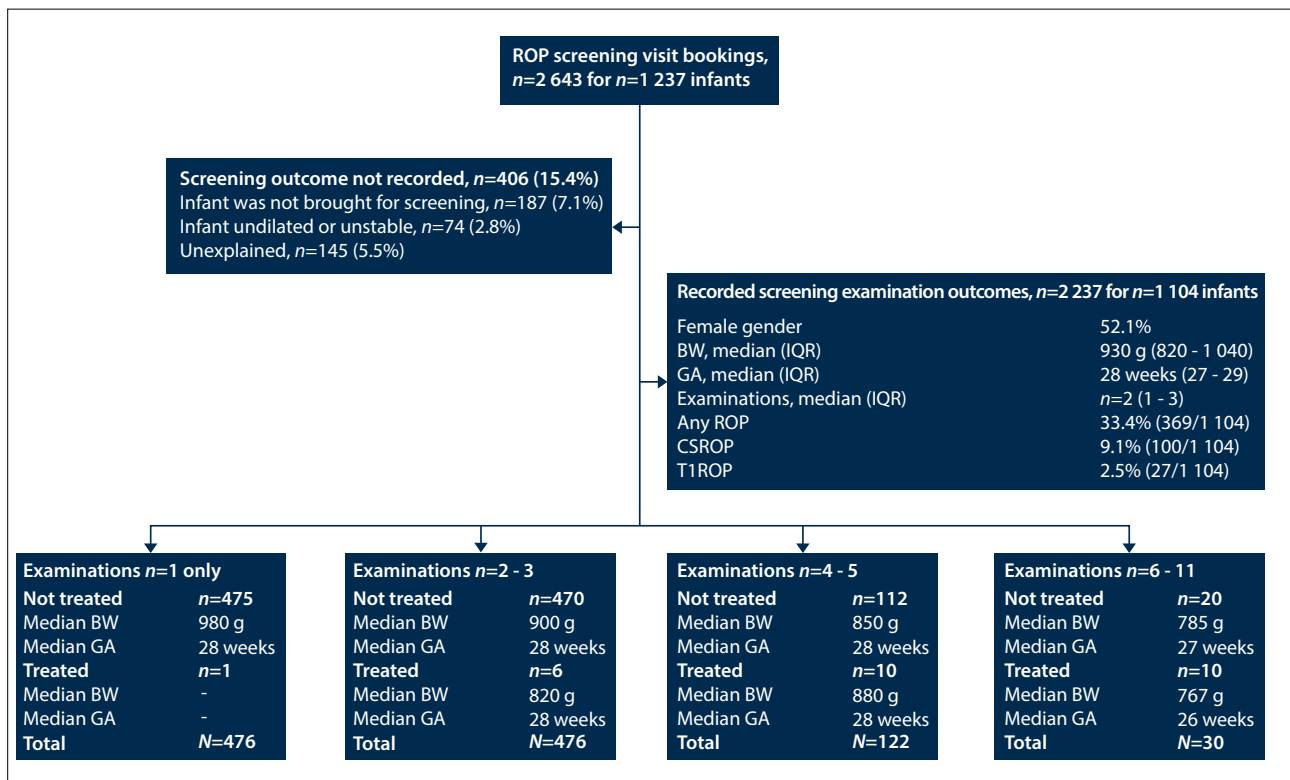 ROP screening visit bookings,
n=2 643 for n=1 237 infants
Screening outcome not recorded, n=406 (15.4%)
Infant was not brought for screening, n=187 (7.1%)
Infant undilated or unstable, n=74 (2.8%)
Unexplained, n=145 (5.5%)
Recorded screening examination outcomes, n=2 237 for n=1 104 infants
Female gender 52.1%
BW, median (IQR) 930 g (820 - 1 040)
GA, median (IQR) 28 weeks (27 - 29)
Examinations, median (IQR) n=2 (1 - 3)
Any ROP 33.4% (369/1 104)
CSROP 9.1% (100/1 104)
T1ROP 2.5% (27/1 104)
Examinations n=1 only
Not treated n=475
Median BW 980 g
Median GA 28 weeks
Treated n=1
Median BW -
Median GA -
Total N=476
Examinations n=2 - 3
Not treated n=470
Median BW 900 g
Median GA 28 weeks
Treated n=6
Median BW 820 g
Median GA 28 weeks
Total N=476
Examinations n=4 - 5
Not treated n=112
Median BW 850 g
Median GA 28 weeks
Treated n=10
Median BW 880 g
Median GA 28 weeks
Total N=122
Examinations n=6 - 11
Not treated n=20
Median BW 785 g
Median GA 27 weeks
Treated n=10
Median BW 767 g
Median GA 26 weeks
Total N=30